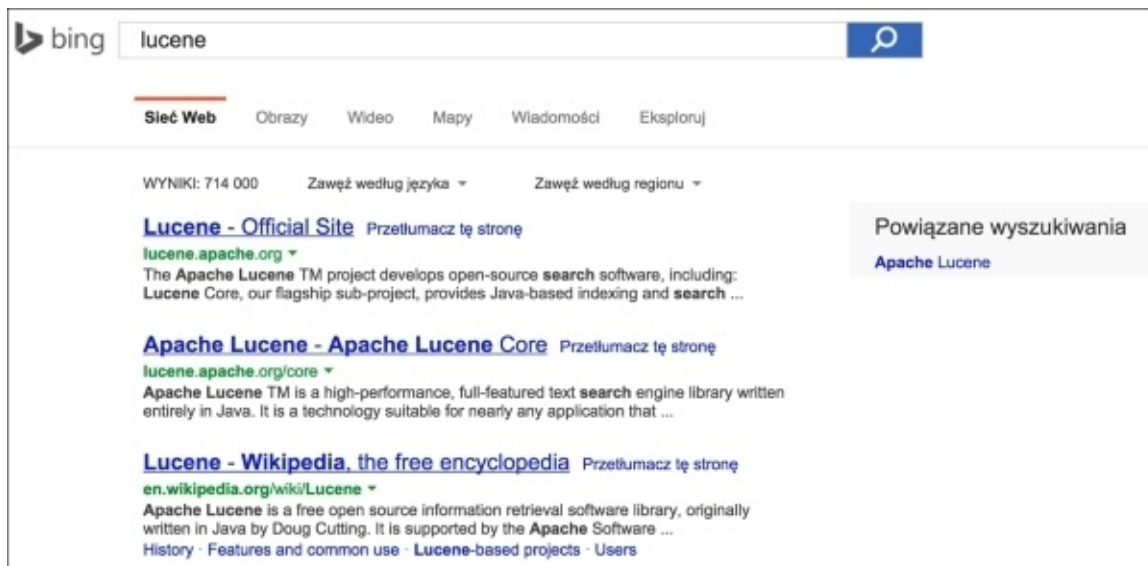 bing lucene
Sieć Web Obrazy Wideo Mapy Wiadomości Eksploruj
WYNIKI: 714 000 Zawęź według języka Zawęź według regionu
Lucene - Official Site Przetłumacz tę stronę
lucene.apache.org
The Apache Lucene TM project develops open-source search software, including:
Lucene Core, our flagship sub-project, provides Java-based indexing and search ...
Apache Lucene - Apache Lucene Core Przetłumacz tę stronę
lucene.apache.org/core
Apache Lucene TM is a high-performance, full-featured text search engine library written
entirely in Java. It is a technology suitable for nearly any application that ...
Lucene - Wikipedia, the free encyclopedia Przetłumacz tę stronę
en.wikipedia.org/wiki/Lucene
Apache Lucene is a free open source information retrieval software library, originally
written in Java by Doug Cutting. It is supported by the Apache Software ...
History · Features and common use · Lucene-based projects · Users
Powiązane wyszukiwania
Apache Lucene